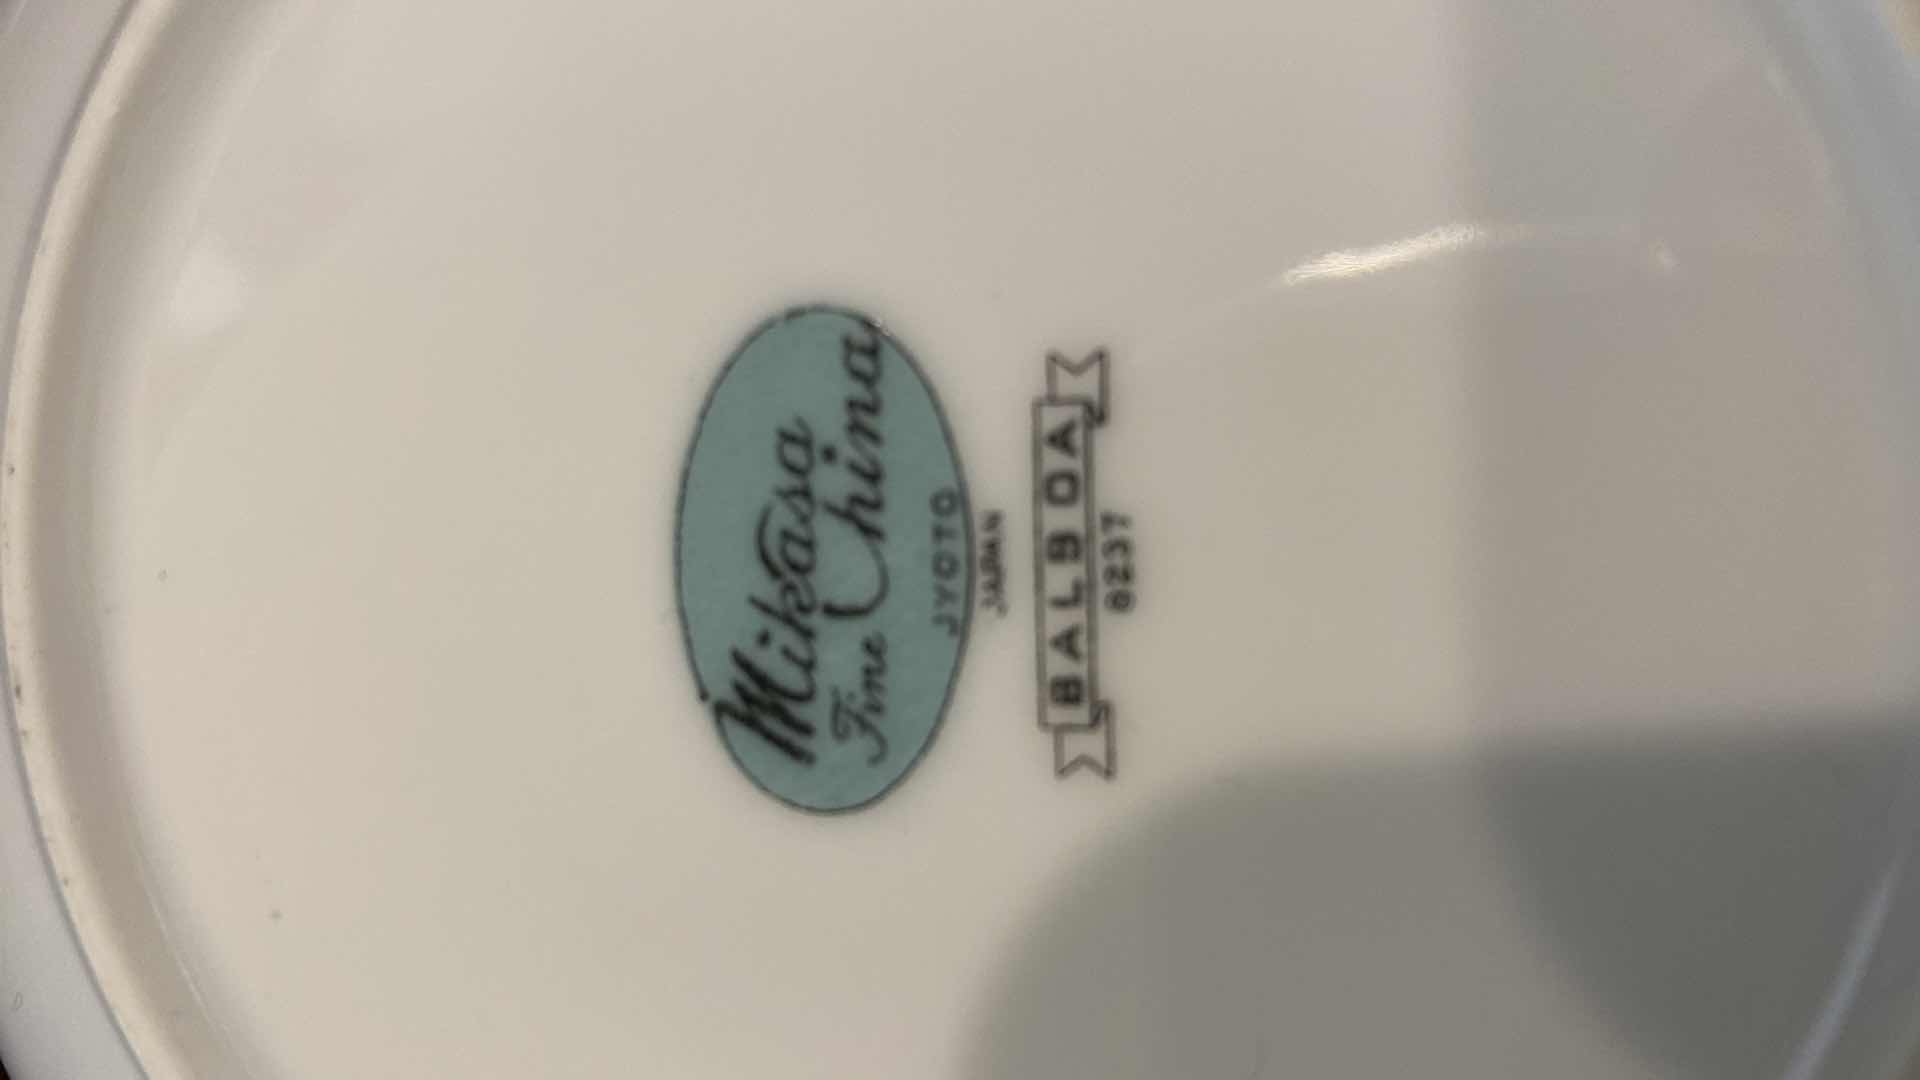 Mikasa
Fine China
JYOTO
JAPAN
BALBOA
8237